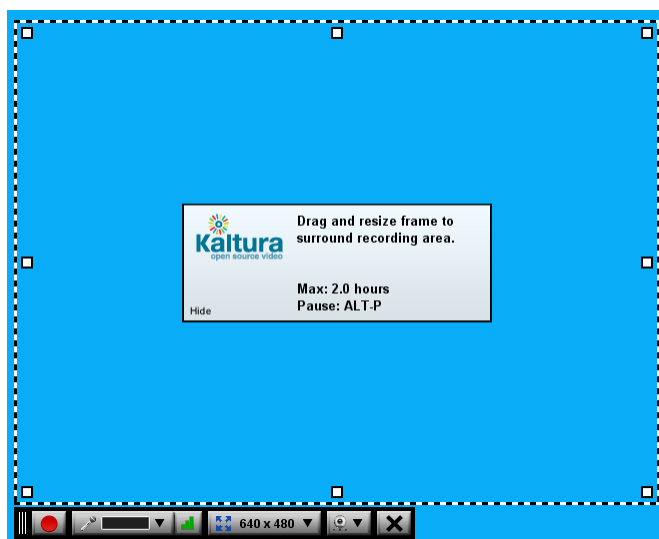 Kaltura
open source video
Drag and resize frame to
surround recording area.
Max: 2.0 hours
Pause: ALT-P
Hide
640 x 480